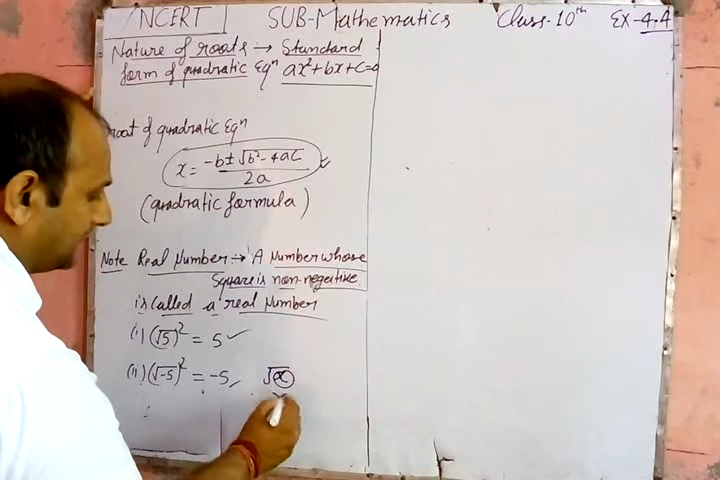 NCERT SUB-Mathematics Class-10th EX-4.4
Nature of roots → Standard
form of quadratic Eqn ax²+bx+c=0
root of quadratic Eqn
x = -b±√b²-4ac / 2a
(quadratic formula)
Note Real Number → A Number whose
Square is non-negative
is called a real Number
(i) (√5)² = 5 ✓
(ii) (√-5)² = -5 √x